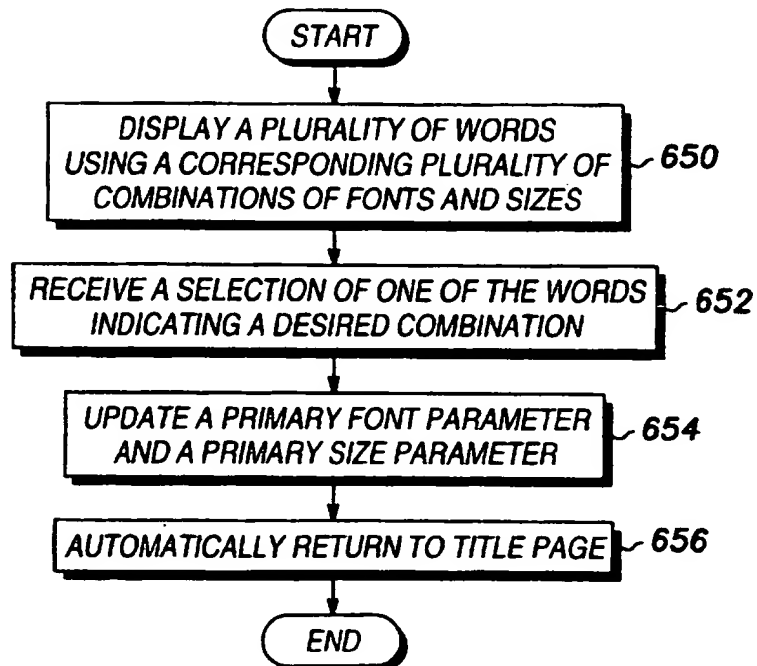 START
DISPLAY A PLURALITY OF WORDS
USING A CORRESPONDING PLURALITY OF
COMBINATIONS OF FONTS AND SIZES
650
RECEIVE A SELECTION OF ONE OF THE WORDS
INDICATING A DESIRED COMBINATION
652
UPDATE A PRIMARY FONT PARAMETER
AND A PRIMARY SIZE PARAMETER
654
AUTOMATICALLY RETURN TO TITLE PAGE
656
END